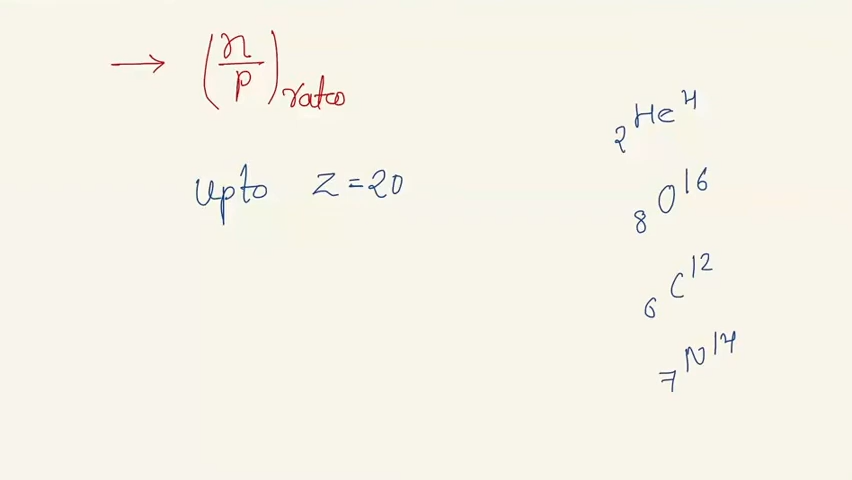 → (n/p) ratio
upto Z=20
₂He⁴
₈O¹⁶
₆C¹²
₇N¹⁴